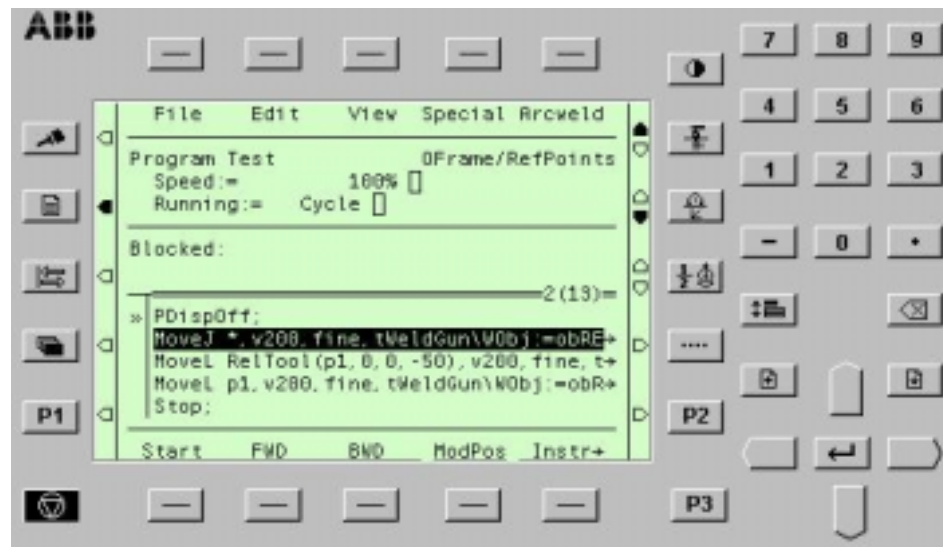 ABB
7 8 9
File Edit View Special Arcweld
4 5 6
Program Test 0Frame/RefPoints
Speed:= 100%
1 2 3
Running:= Cycle
Blocked:
- 0 .
2(13)
» PDispOff;
MoveJ *, v200, fine, tWeldGun\WObj:=obRE→
MoveL RelTool(p1, 0, 0, -50), v200, fine, t→
MoveL p1, v200, fine, tWeldGun\WObj:=obR→
Stop;
P1 P2
Start FWD BWD ModPos Instr→
P3